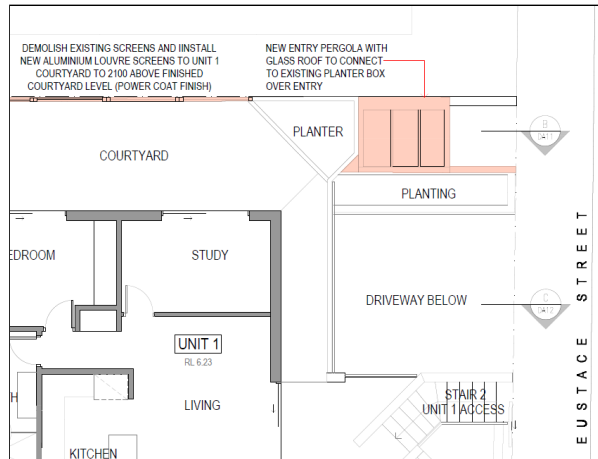 DEMOLISH EXISTING SCREENS AND IINSTALL
NEW ALUMINIUM LOUVRE SCREENS TO UNIT 1
COURTYARD TO 2100 ABOVE FINISHED
COURTYARD LEVEL (POWER COAT FINISH)
NEW ENTRY PERGOLA WITH
GLASS ROOF TO CONNECT
TO EXISTING PLANTER BOX
OVER ENTRY
PLANTER
B
DA11
COURTYARD
PLANTING
EDROOM
STUDY
DRIVEWAY BELOW
C
DA12
EUSTACE STREET
UNIT 1
RL 6.23
H
LIVING
STAIR 2
UNIT 1 ACCESS
KITCHEN